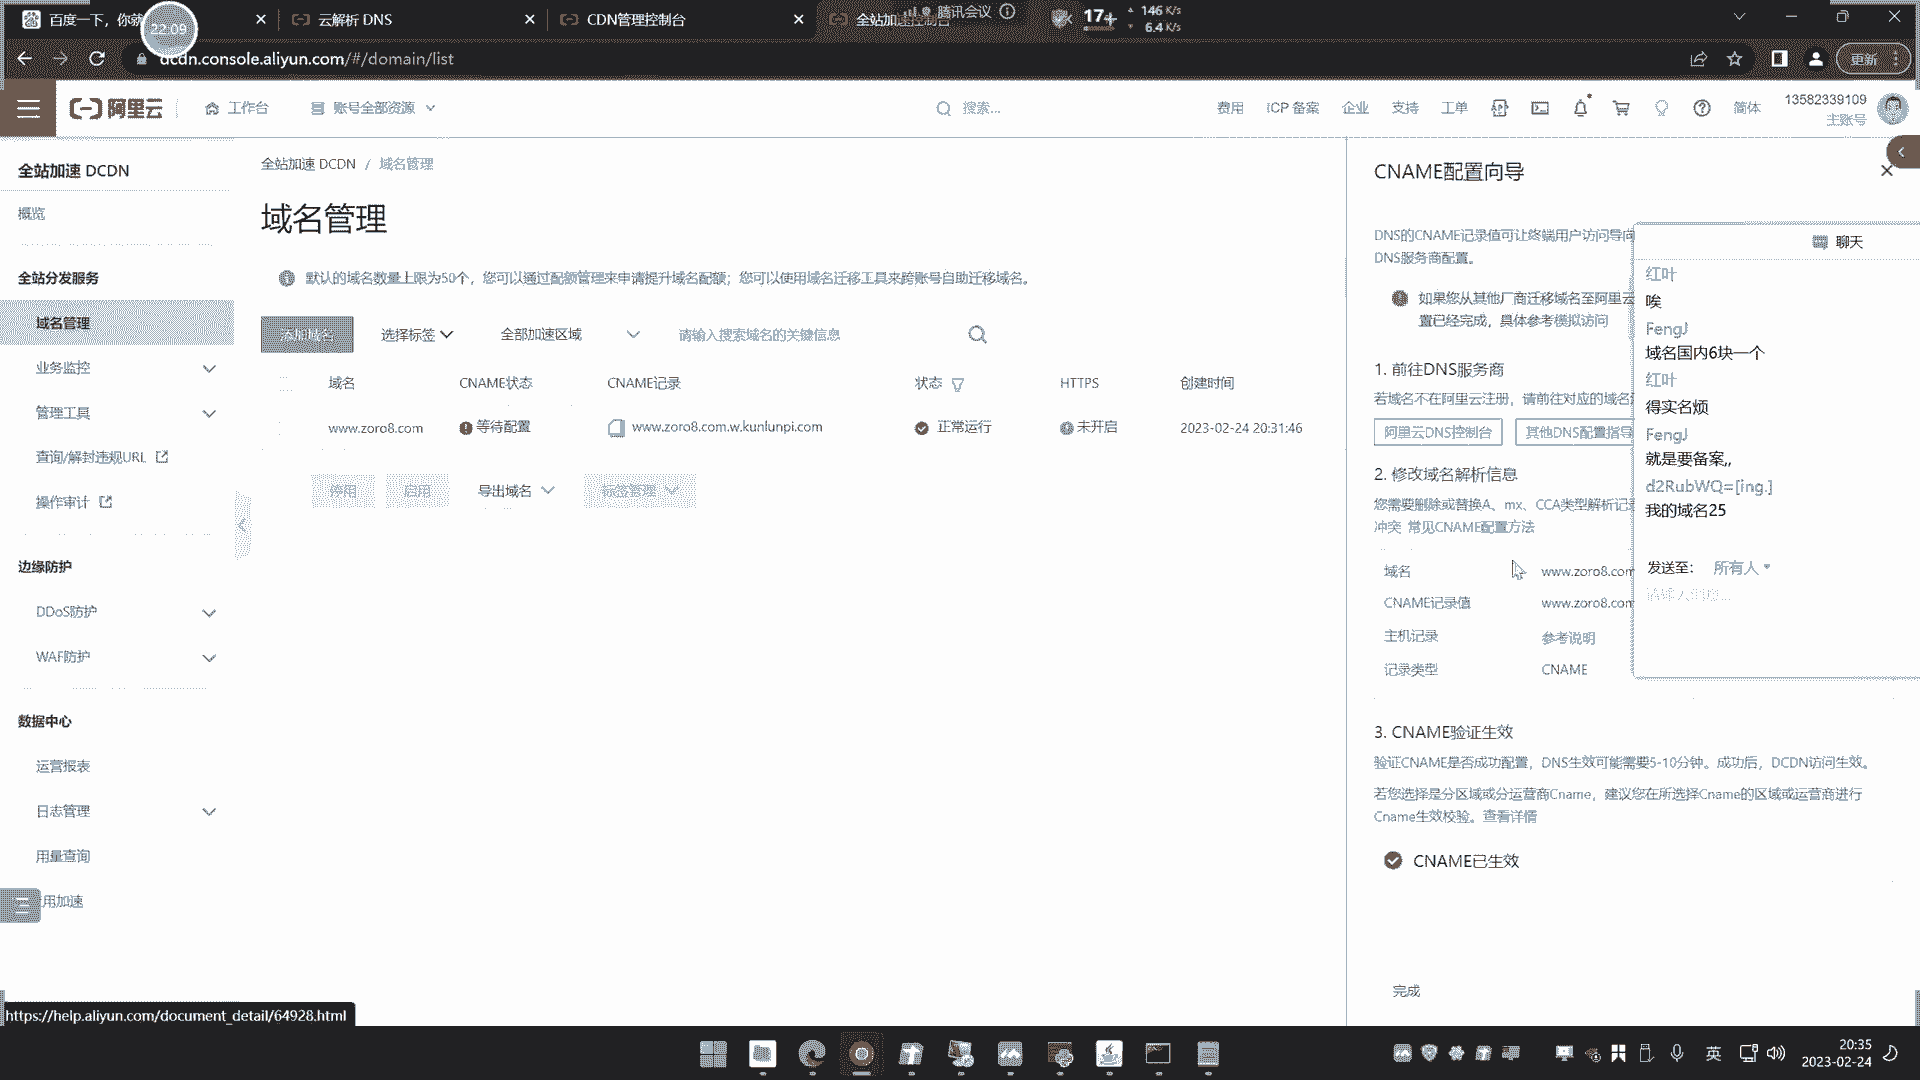 百度一下，你就
云解析 DNS
CDN管理控制台
全站加速控制台
腾讯会议
22:09
17+
146 K/s
6.4 K/s
dcdn.console.aliyun.com/#/domain/list
更新
阿里云
工作台
账号全部资源
搜索...
费用
ICP 备案
企业
支持
工单
简体
13582339109
主账号
全站加速 DCDN
概览
全站分发服务
域名管理
业务监控
管理工具
查询/解封违规URL
操作审计
边缘防护
DDoS防护
WAF防护
数据中心
运营报表
日志管理
用量查询
用加速
全站加速 DCDN / 域名管理
域名管理
默认的域名数量上限为50个，您可以通过配额管理来申请提升域名配额；您可以使用域名迁移工具来跨账号自助迁移域名。
添加域名
选择标签
全部加速区域
请输入搜索域名的关键信息
域名
CNAME状态
CNAME记录
状态
HTTPS
创建时间
www.zoro8.com
等待配置
www.zoro8.com.w.kunlunpi.com
正常运行
未开启
2023-02-24 20:31:46
停用
启用
导出域名
标签管理
CNAME配置向导
DNS的CNAME记录值可让终端用户访问导向
DNS服务商配置。
如果您从其他厂商迁移域名至阿里云
置已经完成，具体参考模拟访问
1. 前往DNS服务商
若域名不在阿里云注册，请前往对应的域名
阿里云DNS控制台
其他DNS配置指导
2. 修改域名解析信息
您需要删除或替换A、mx、CCA类型解析记
冲突 常见CNAME配置方法
域名
www.zoro8.com
CNAME记录值
www.zoro8.com
主机记录
参考说明
记录类型
CNAME
3. CNAME验证生效
验证CNAME是否成功配置，DNS生效可能需要5-10分钟。成功后，DCDN访问生效。
若您选择是分区域或分运营商Cname，建议您在所选择Cname的区域或运营商进行
Cname生效校验。查看详情
CNAME已生效
完成
聊天
红叶
唉
FengJ
域名国内6块一个
红叶
得实名烦
FengJ
就是要备案,,
d2RubWQ=[ing.]
我的域名25
发送至：
所有人
请输入消息...
https://help.aliyun.com/document_detail/64928.html
英
20:35
2023-02-24